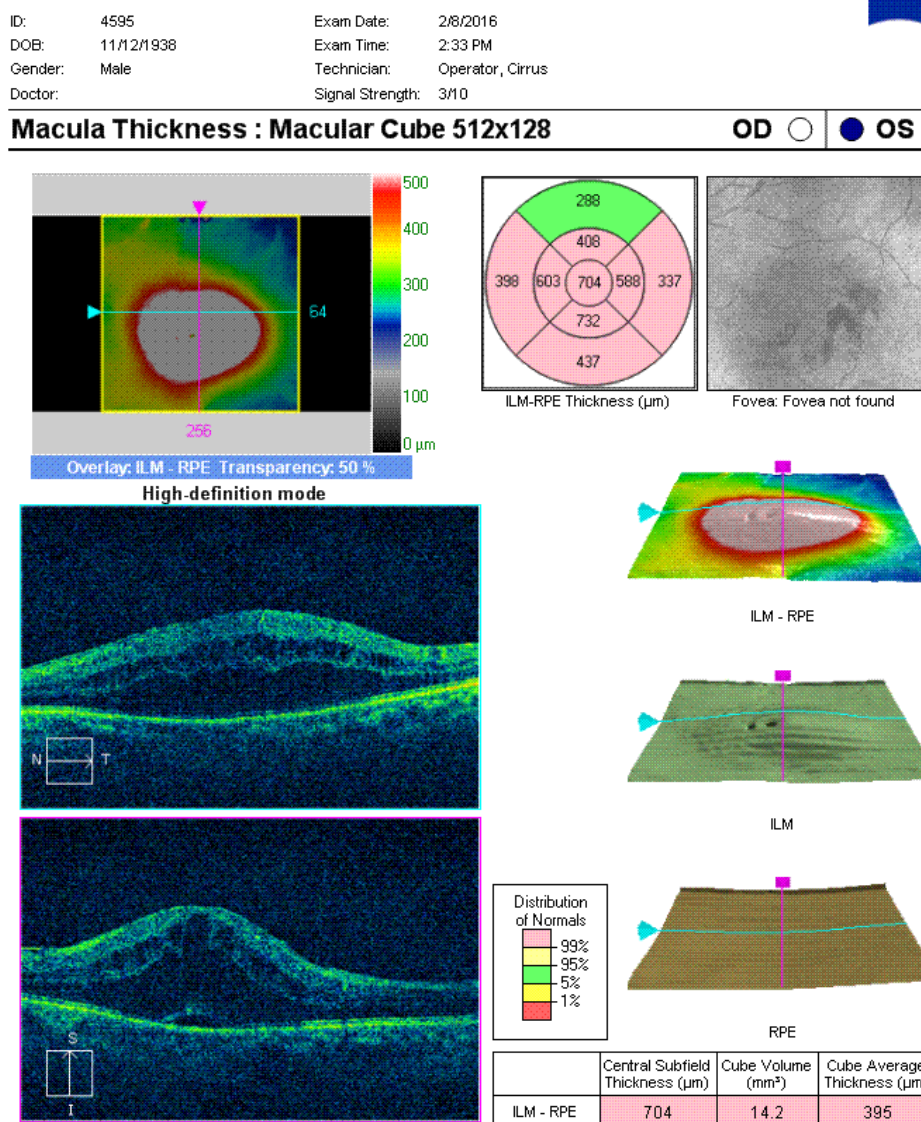 ID: 4595 Exam Date: 2/8/2016
DOB: 11/12/1938 Exam Time: 2:33 PM
Gender: Male Technician: Operator, Cirrus
Doctor: Signal Strength: 3/10
Macula Thickness : Macular Cube 512x128 OD OS
500
400
300
200
100
0 µm
64
256
Overlay: ILM - RPE Transparency: 50 %
288
408
398 603 704 588 337
732
437
ILM-RPE Thickness (µm)
Fovea: Fovea not found
High-definition mode
N T
S
I
ILM - RPE
ILM
RPE
Distribution
of Normals
99%
95%
5%
1%
Central Subfield Thickness (µm) Cube Volume (mm³) Cube Average Thickness (µm
ILM - RPE 704 14.2 395